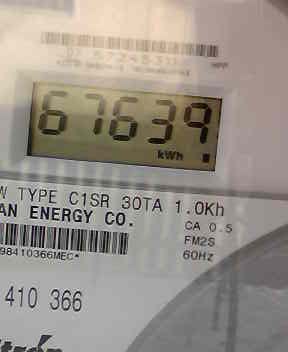 67639
kWh
W TYPE C1SR 30TA 1.0Kh
AN ENERGY CO.
CA 0.5
FM2S
60Hz
98410366MEC*
410 366